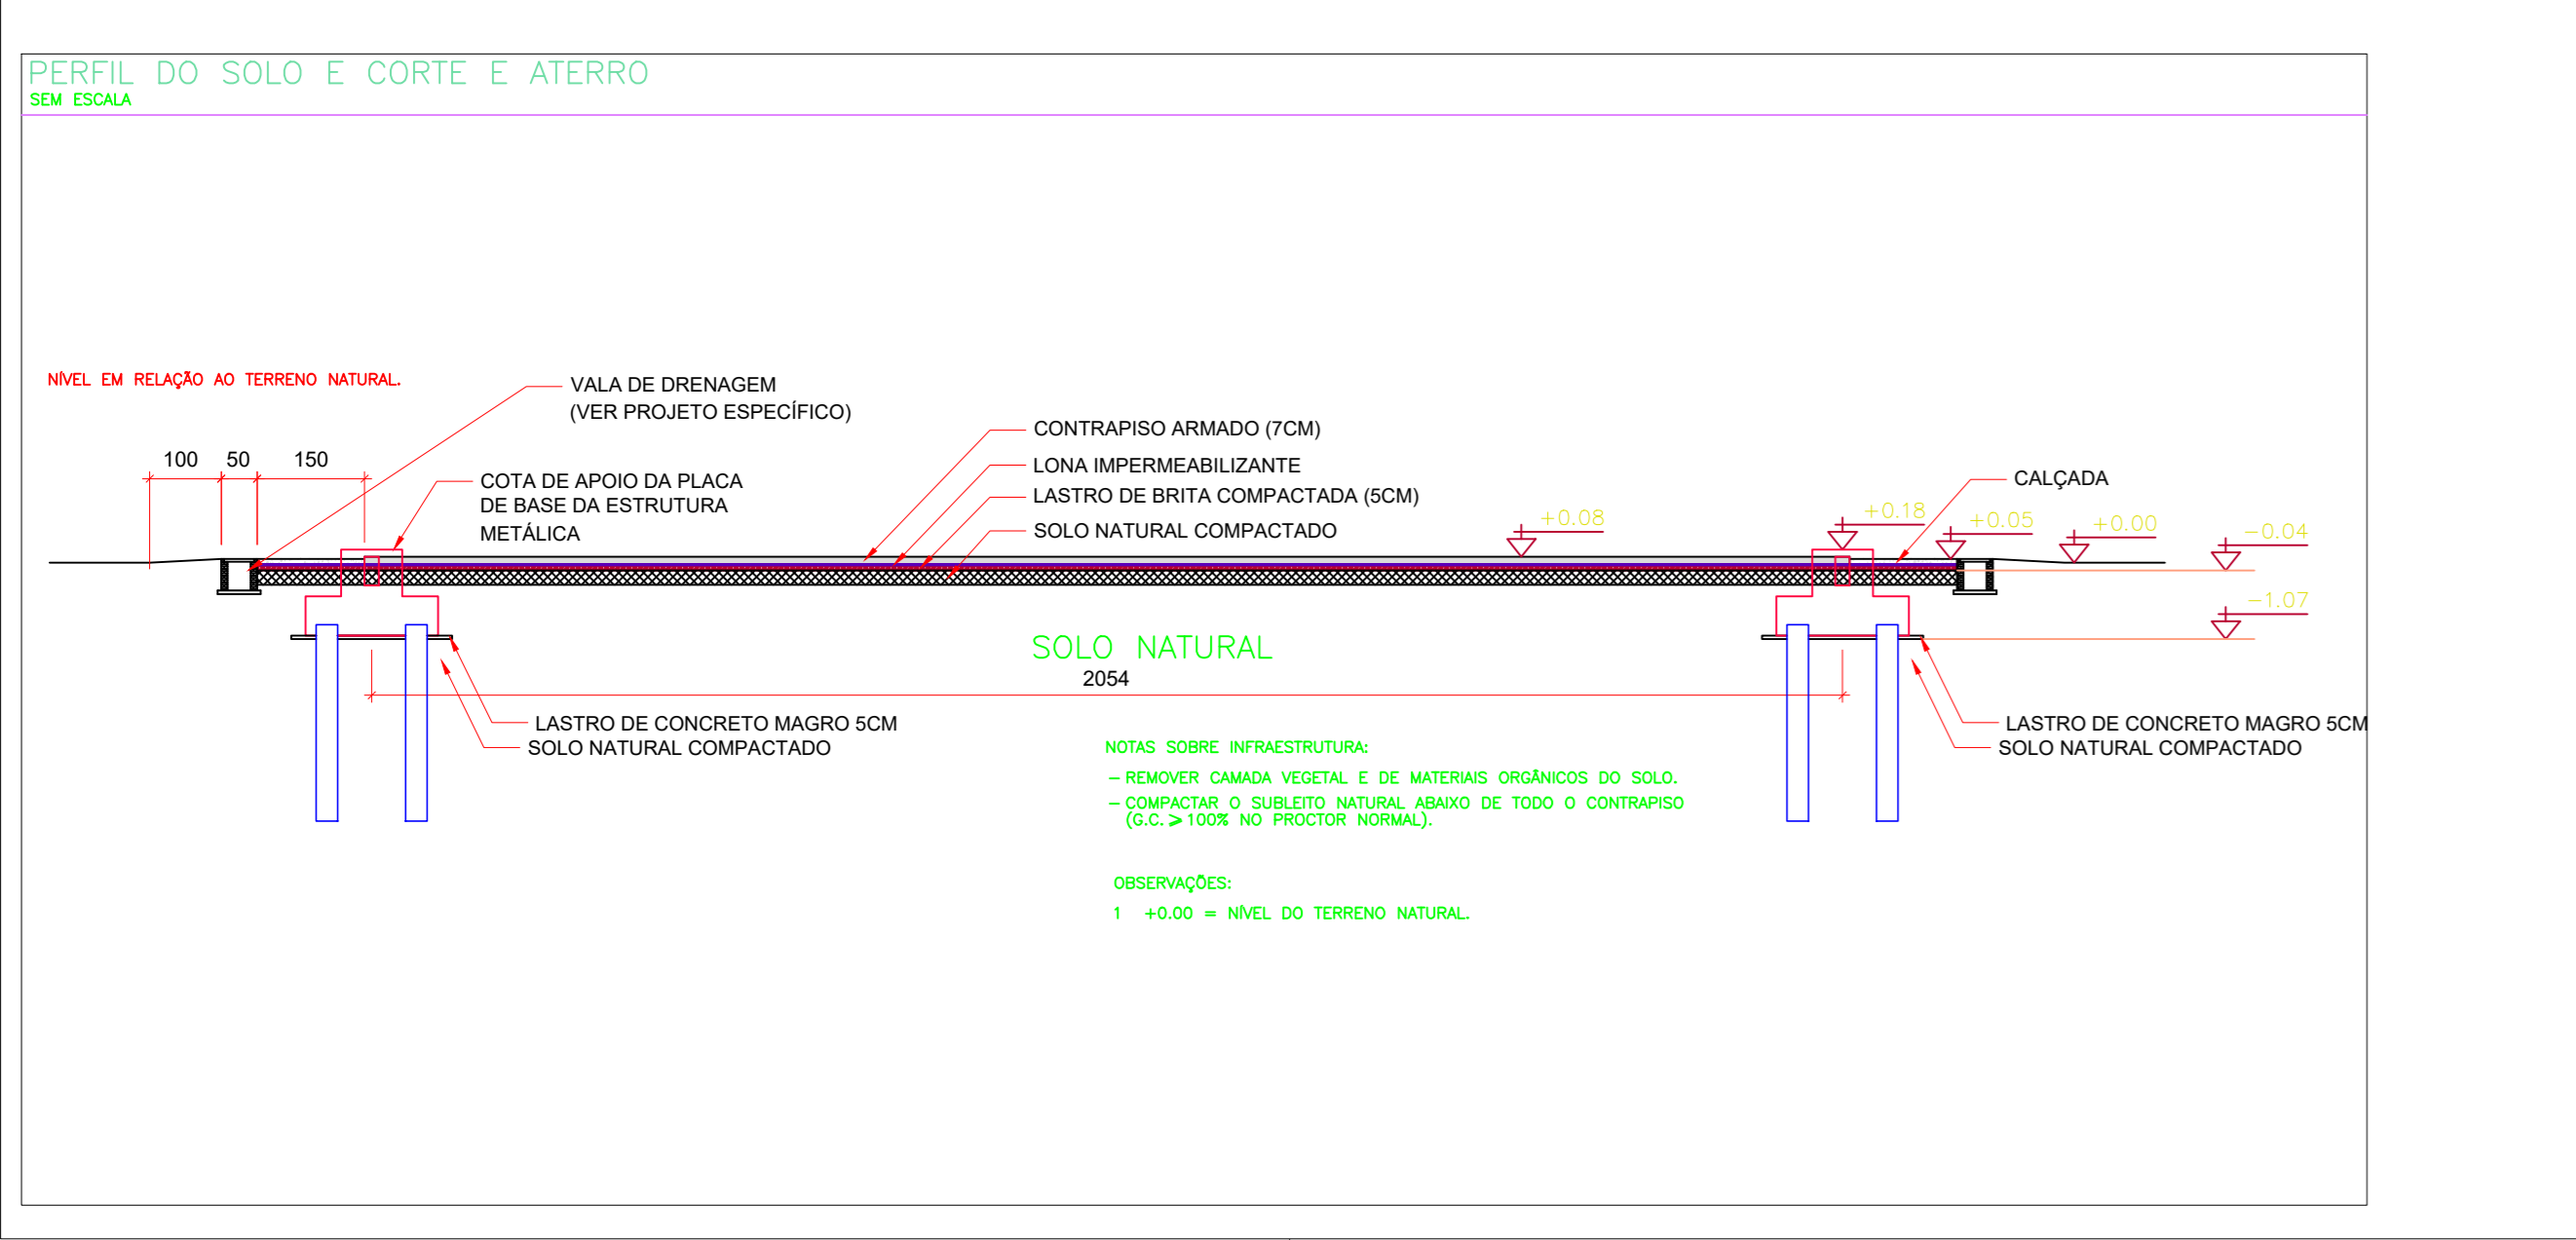 PERFIL DO SOLO E CORTE E ATERRO
SEM ESCALA
NÍVEL EM RELAÇÃO AO TERRENO NATURAL.
VALA DE DRENAGEM
(VER PROJETO ESPECÍFICO)
100
50
150
COTA DE APOIO DA PLACA
DE BASE DA ESTRUTURA
METÁLICA
CONTRAPISO ARMADO (7CM)
LONA IMPERMEABILIZANTE
LASTRO DE BRITA COMPACTADA (5CM)
SOLO NATURAL COMPACTADO
CALÇADA
+0.08
+0.18
+0.05
+0.00
-0.04
-1.07
SOLO NATURAL
2054
LASTRO DE CONCRETO MAGRO 5CM
SOLO NATURAL COMPACTADO
LASTRO DE CONCRETO MAGRO 5CM
SOLO NATURAL COMPACTADO
NOTAS SOBRE INFRAESTRUTURA:
- REMOVER CAMADA VEGETAL E DE MATERIAIS ORGÂNICOS DO SOLO.
- COMPACTAR O SUBLEITO NATURAL ABAIXO DE TODO O CONTRAPISO
(G.C. ⩾ 100% NO PROCTOR NORMAL).
OBSERVAÇÕES:
1 +0.00 = NÍVEL DO TERRENO NATURAL.